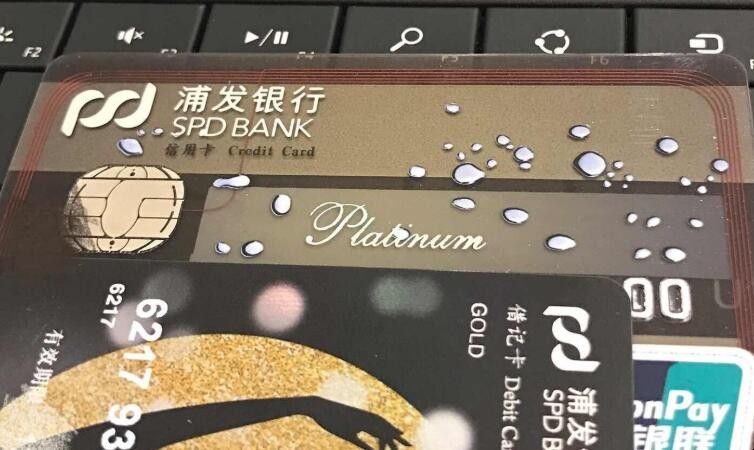 F2
浦发银行
SPD BANK
信用卡 Credit Card
Platinum
00
浦发
SPD B
借记卡 Debit Ca
GOLD
6217 93
6217
有效期
onPay
银联